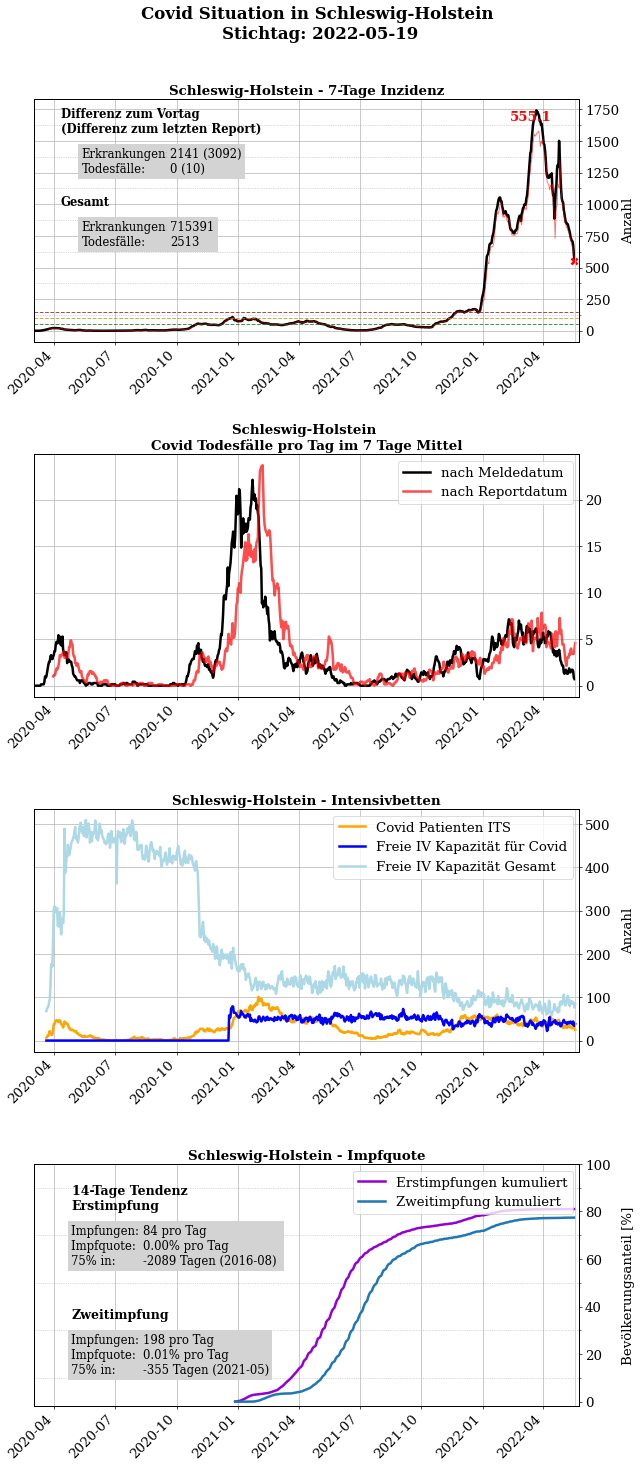 Covid Situation in Schleswig-Holstein
Stichtag: 2022-05-19
Schleswig-Holstein - 7-Tage Inzidenz
Differenz zum Vortag
(Differenz zum letzten Report)
Erkrankungen 2141 (3092)
Todesfälle: 0 (10)
Gesamt
Erkrankungen 715391
Todesfälle: 2513
555.1
1750
1500
1250
1000
750
500
250
0
Anzahl
2020-04
2020-07
2020-10
2021-01
2021-04
2021-07
2021-10
2022-01
2022-04
Schleswig-Holstein
Covid Todesfälle pro Tag im 7 Tage Mittel
nach Meldedatum
nach Reportdatum
20
15
10
5
0
2020-04
2020-07
2020-10
2021-01
2021-04
2021-07
2021-10
2022-01
2022-04
Schleswig-Holstein - Intensivbetten
Covid Patienten ITS
Freie IV Kapazität für Covid
Freie IV Kapazität Gesamt
500
400
300
200
100
0
Anzahl
2020-04
2020-07
2020-10
2021-01
2021-04
2021-07
2021-10
2022-01
2022-04
Schleswig-Holstein - Impfquote
14-Tage Tendenz
Erstimpfung
Impfungen: 84 pro Tag
Impfquote: 0.00% pro Tag
75% in: -2089 Tagen (2016-08)
Zweitimpfung
Impfungen: 198 pro Tag
Impfquote: 0.01% pro Tag
75% in: -355 Tagen (2021-05)
Erstimpfungen kumuliert
Zweitimpfung kumuliert
100
80
60
40
20
0
Bevölkerungsanteil [%]
2020-04
2020-07
2020-10
2021-01
2021-04
2021-07
2021-10
2022-01
2022-04